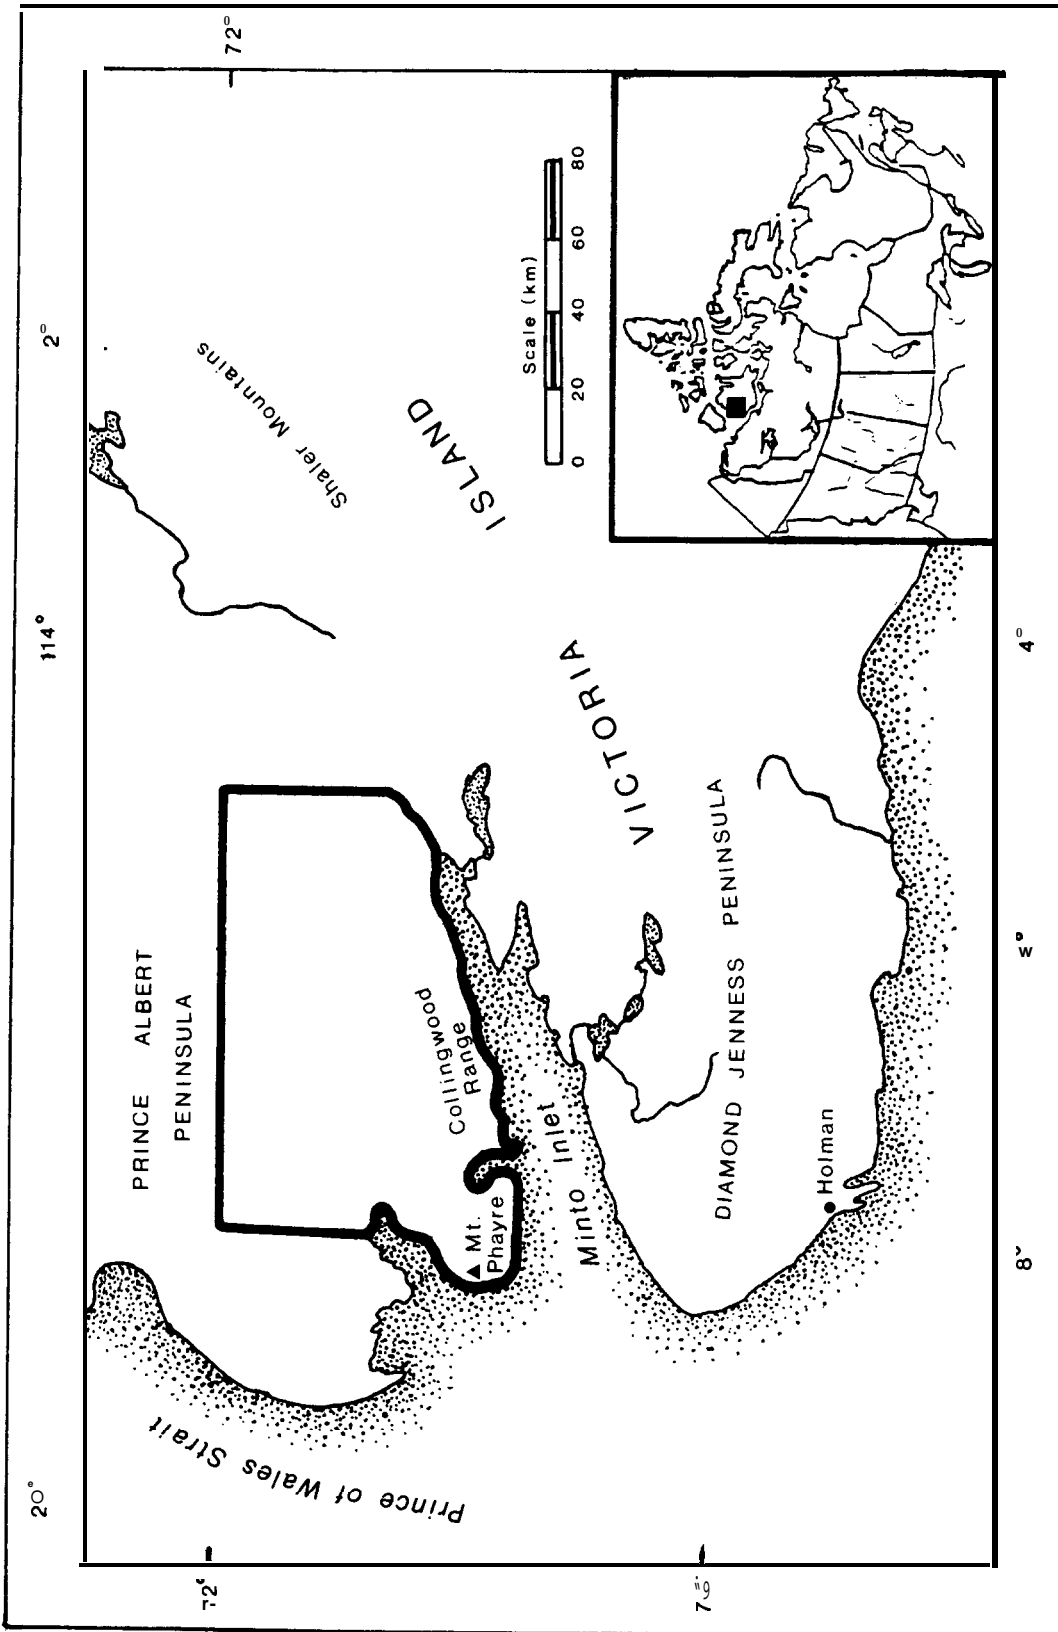 72°
2°
114°
20°
72°
4°
W
8
Shaler Mountains
ISLAND
VICTORIA
Scale (km)
0 20 40 60 80
PRINCE ALBERT
PENINSULA
Collingwood
Range
Mt.
Phayre
Minto Inlet
DIAMOND JENNESS PENINSULA
Holman
Prince of Wales Strait